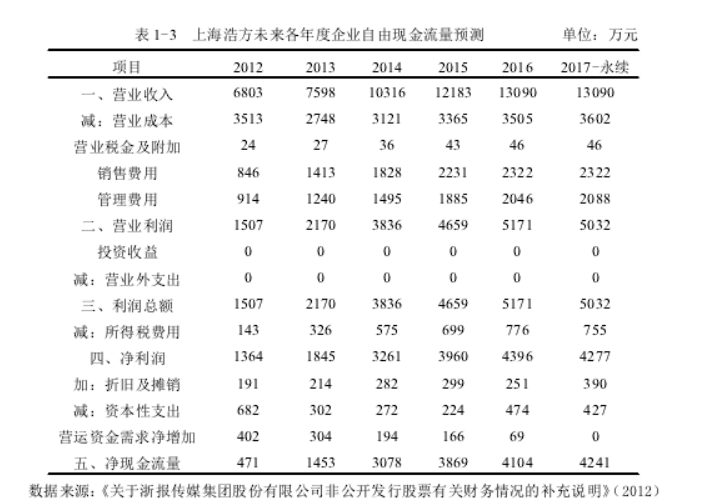 表 1-3 上海浩方未来各年度企业自由现金流量预测 单位：万元
项目 2012 2013 2014 2015 2016 2017-永续
一、营业收入 6803 7598 10316 12183 13090 13090
减：营业成本 3513 2748 3121 3365 3505 3602
营业税金及附加 24 27 36 43 46 46
销售费用 846 1413 1828 2231 2322 2322
管理费用 914 1240 1495 1885 2046 2088
二、营业利润 1507 2170 3836 4659 5171 5032
投资收益 0 0 0 0 0 0
减：营业外支出 0 0 0 0 0 0
三、利润总额 1507 2170 3836 4659 5171 5032
减：所得税费用 143 326 575 699 776 755
四、净利润 1364 1845 3261 3960 4396 4277
加：折旧及摊销 191 214 282 299 251 390
减：资本性支出 682 302 272 224 474 427
营运资金需求净增加 402 304 194 166 69 0
五、净现金流量 471 1453 3078 3869 4104 4241
数据来源：《关于浙报传媒集团股份有限公司非公开发行股票有关财务情况的补充说明》（2012）